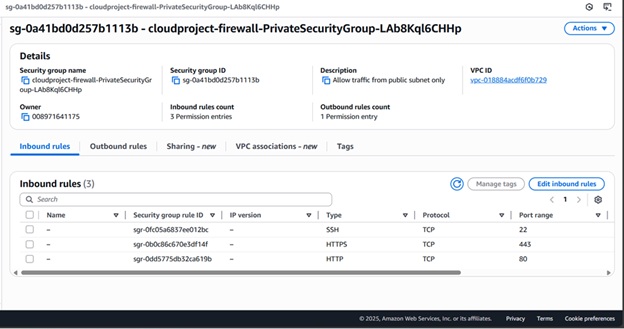 sg-0a41bd0d257b1113b - cloudproject-firewall-PrivateSecurityGroup-LAb8Kql6CHHp
sg-0a41bd0d257b1113b - cloudproject-firewall-PrivateSecurityGroup-LAb8Kql6CHHp
Actions
Details
Security group name
cloudproject-firewall-PrivateSecurityGr
oup-LAb8Kql6CHHp
Security group ID
sg-0a41bd0d257b1113b
Description
Allow traffic from public subnet only
VPC ID
vpc-018884acdf6f0b729
Owner
008971641175
Inbound rules count
3 Permission entries
Outbound rules count
1 Permission entry
Inbound rules Outbound rules Sharing - new VPC associations - new Tags
Inbound rules (3)
Manage tags Edit inbound rules
Search
1
Name Security group rule ID IP version Type Protocol Port range
– sgr-0fc05a6837ee012bc – SSH TCP 22
– sgr-0b0c86c670e3df14f – HTTPS TCP 443
– sgr-0dd5775db32ca619b – HTTP TCP 80
© 2025, Amazon Web Services, Inc. or its affiliates. Privacy Terms Cookie preferences